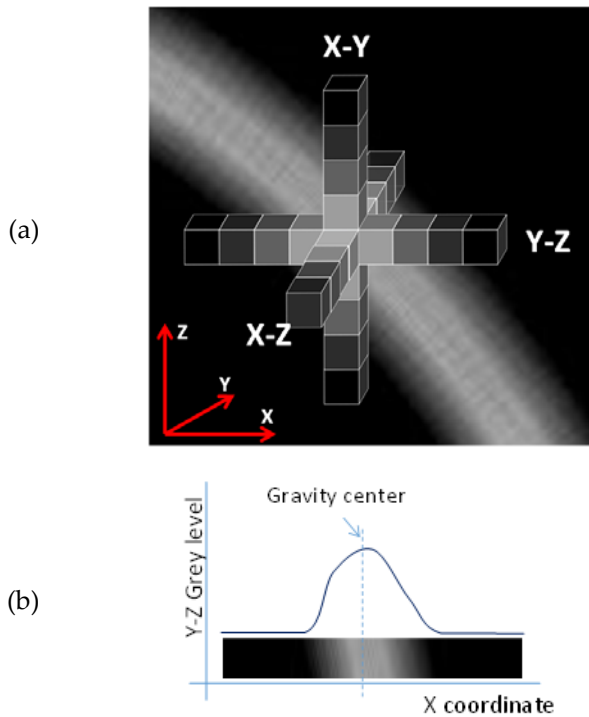 X-Y
(a)
Y-Z
X-Z
Z
Y
X
Gravity center
Y-Z Grey level
(b)
X coordinate